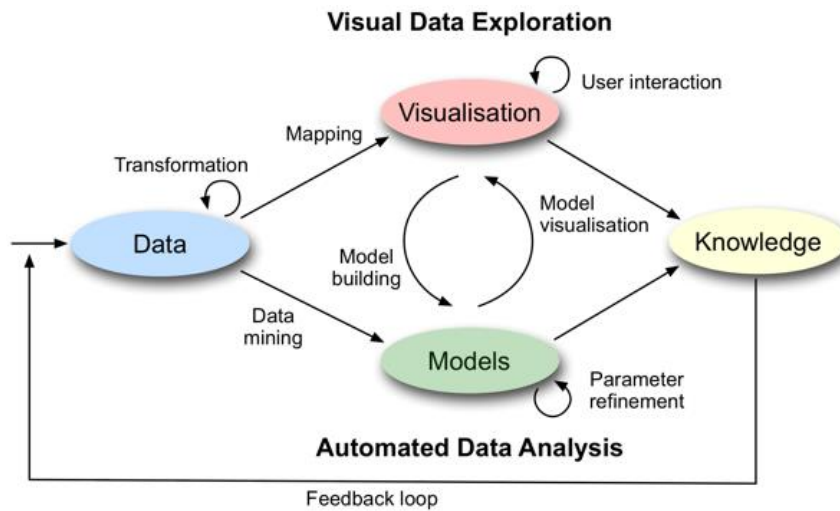 Visual Data Exploration
Visualisation
User interaction
Mapping
Transformation
Data
Model
building
Model
visualisation
Knowledge
Data
mining
Models
Parameter
refinement
Automated Data Analysis
Feedback loop